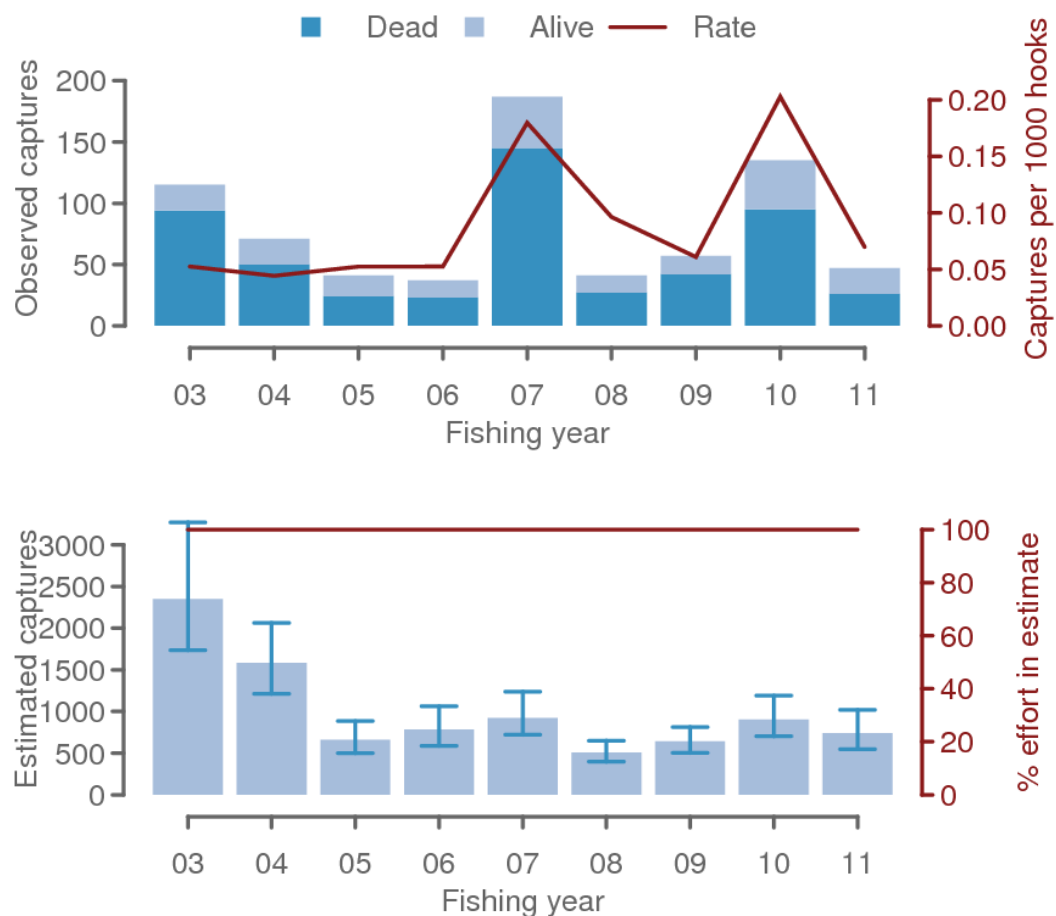 Dead Alive Rate
Observed captures
200
150
100
50
0
0.20
0.15
0.10
0.05
0.00
Captures per 1000 hooks
03 04 05 06 07 08 09 10 11
Fishing year
Estimated captures
3000
2500
2000
1500
1000
500
0
100
80
60
40
20
0
% effort in estimate
03 04 05 06 07 08 09 10 11
Fishing year